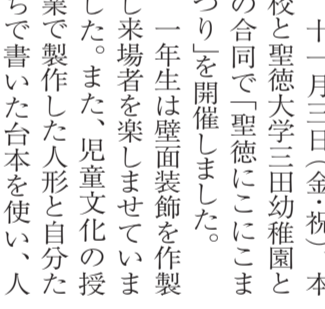 十一月三日（金・祝）、本
校と聖徳大学三田幼稚園と
の合同で「聖徳にこにこま
つり」を開催しました。
一年生は壁面装飾を作製
し来場者を楽しませていま
した。また、児童文化の授
業で製作した人形と自分た
ちで書いた台本を使い、人